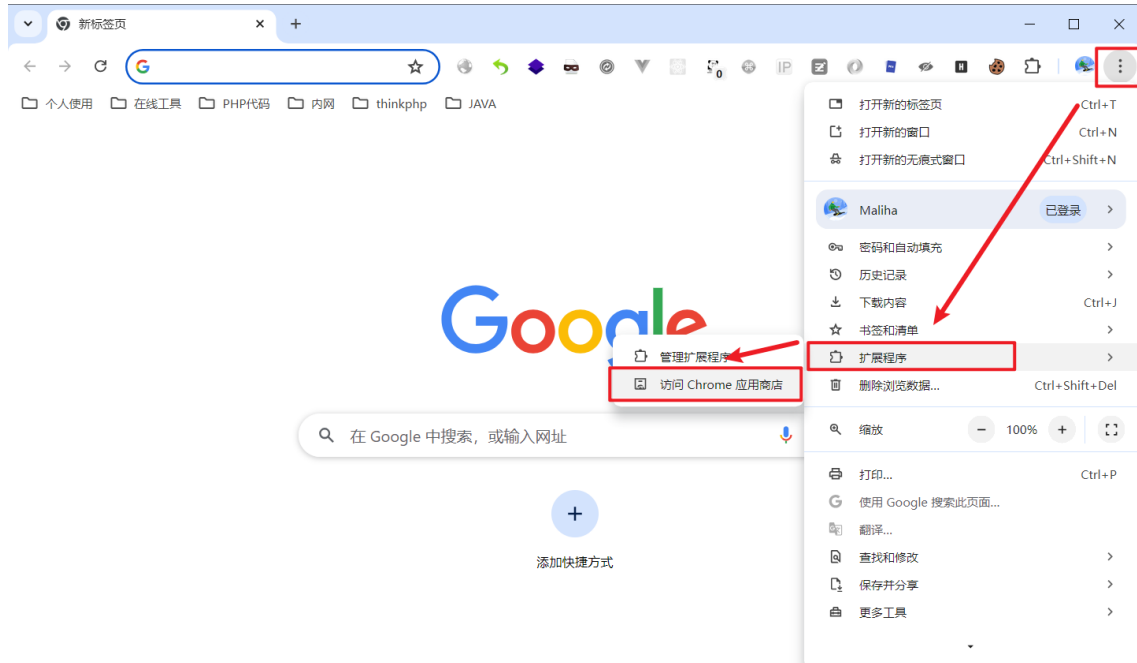 新标签页
个人使用 在线工具 PHP代码 内网 thinkphp JAVA
打开新的标签页 Ctrl+T
打开新的窗口 Ctrl+N
打开新的无痕式窗口 Ctrl+Shift+N
Maliha 已登录
密码和自动填充
历史记录
下载内容 Ctrl+J
书签和清单
扩展程序
删除浏览数据... Ctrl+Shift+Del
缩放 100%
打印... Ctrl+P
使用 Google 搜索此页面...
翻译...
查找和修改
保存并分享
更多工具
Google
管理扩展程序
访问 Chrome 应用商店
在 Google 中搜索，或输入网址
添加快捷方式
0
IP
H